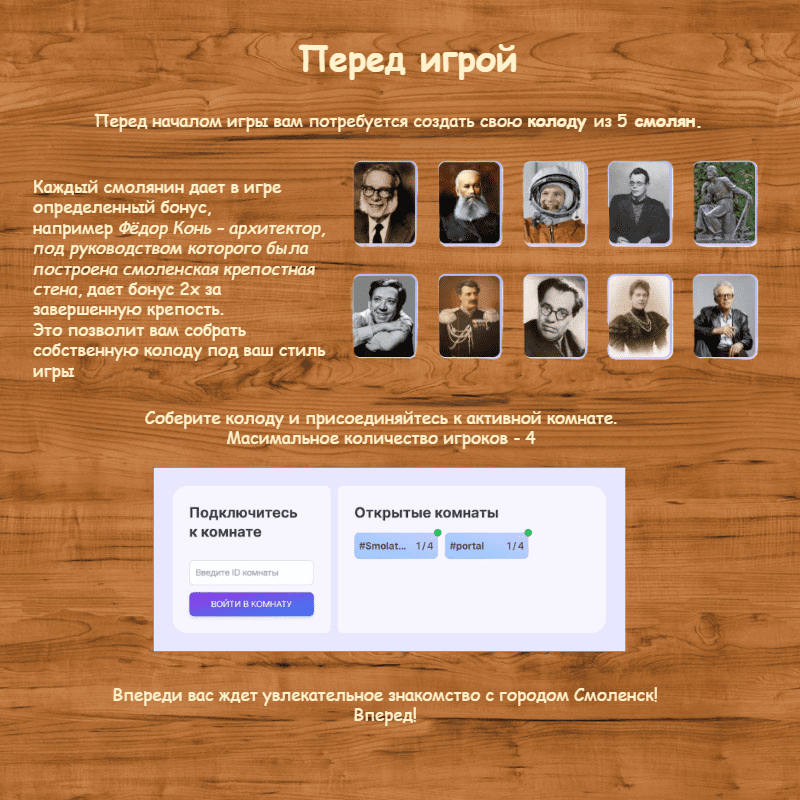 Перед игрой
Перед началом игры вам потребуется создать свою колоду из 5 смолян.
Каждый смолянин дает в игре
определенный бонус,
например Фёдор Конь – архитектор,
под руководством которого была
построена смоленская крепостная
стена, дает бонус 2х за
завершенную крепость.
Это позволит вам собрать
собственную колоду под ваш стиль
игры
Соберите колоду и присоединяйтесь к активной комнате.
Масимальное количество игроков - 4
Подключитесь
к комнате
Введите ID комнаты
ВОЙТИ В КОМНАТУ
Открытые комнаты
#Smolat... 1/4
#portal 1/4
Впереди вас ждет увлекательное знакомство с городом Смоленск!
Вперед!